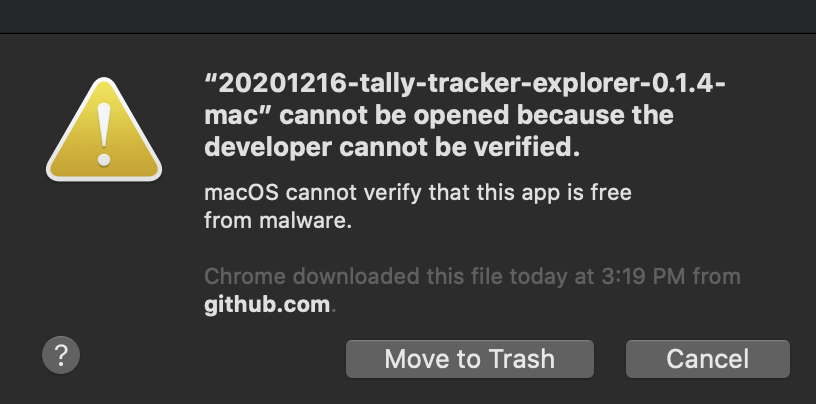 “20201216-tally-tracker-explorer-0.1.4-
mac” cannot be opened because the
developer cannot be verified.
macOS cannot verify that this app is free
from malware.
Chrome downloaded this file today at 3:19 PM from
github.com.
?
Move to Trash
Cancel